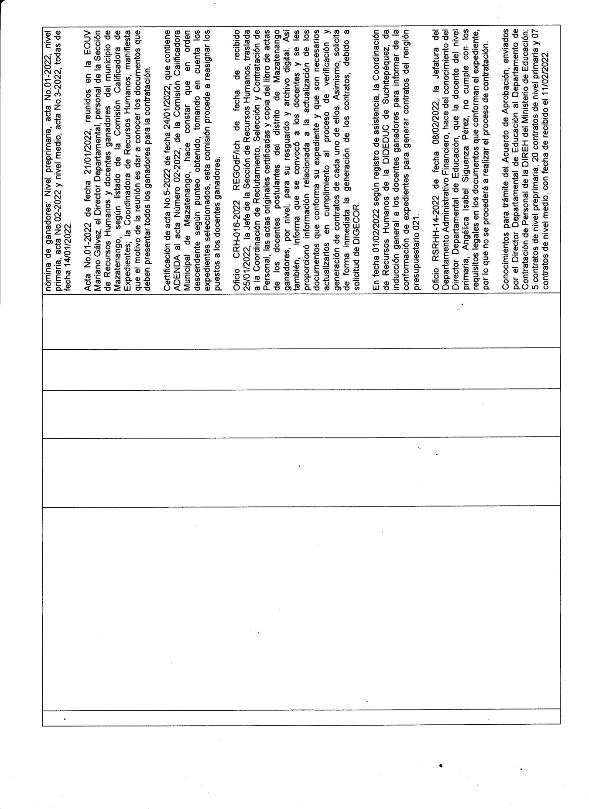 nómina de ganadores: Nivel preprimaria, acta No.01-2022, nivel
primaria, acta No.02-2022 y nivel medio, acta No.3-2022, todas de
fecha 14/01/2022.
Acta No.01-2022 de fecha 21/01/2022, reunidos en la EOUV
Mariano Gálvez, el Director Departamental, personal de la Sección
de Recursos Humanos y docentes ganadores del municipio de
Mazatenango, según listado de la Comisión Calificadora de
Expedientes; la Coordinadora de Recursos Humanos, manifiesta
que el motivo de la reunión es dar a conocer los documentos que
deben presentar todos los ganadores para la contratación.
Certificación de acta No.5-2022 de fecha 24/01/2022, que contiene
ADENDA al acta Número 02-2022, de la Comisión Calificadora
Municipal de Mazatenango, hace constar que en orden
descendente según punteo obtenido, tomando en cuenta los
expedientes seleccionados, esta comisión procede a reasignar los
puestos a los docentes ganadores.
Oficio CRH-016-2022 REGO/EF/ich de fecha de recibido
25/01/2022, la Jefe de la Sección de Recursos Humanos, traslada
a la Coordinación de Reclutamiento, Selección y Contratación de
Personal, las actas originales certificadas y copia del libro de actas
de los docentes postulantes del distrito de Mazatenango
ganadores, por nivel, para su resguardo y archivo digital. Así
también, informa que se convocó a los docentes y se les
proporciono información relacionada a la actualización de los
documentos que conforma su expediente y que son necesarios
actualizarlos en cumplimiento al proceso de verificación y
generación de contratos de cada uno de ellos Asimismo, solicita
de forma inmediata la generación de los contratos, debido a
solicitud de DIGECOR.
En fecha 01/02/2022 según registro de asistencia, la Coordinación
de Recursos Humanos de la DIDEDUC de Suchitepéquez, da
inducción general a los docentes ganadores para informar de la
conformación de expedientes para generar contratos del renglón
presupuestario 021.
Oficio RSRHH-14-2022 de fecha 08/02/2022, la Jefatura del
Departamento Administrativo Financiero, hace de conocimiento del
Director Departamental de Educación, que la docente del nivel
primaria, Angélica Isabel Sigüenza Pérez, no cumple con los
requisitos legales en los documentos que conforman el expediente,
por lo que no se procederá a realizar el proceso de contratación.
Conocimientos para trámite del Acuerdo de Aprobación, enviados
por el Director Departamental de Educación al Departamento de
Contratación de Personal de la DIREH del Ministerio de Educación:
5 contratos de nivel preprimaria, 20 contratos de nivel primaria y 07
contratos de nivel medio, con fecha de recibido el 11/02/2022.